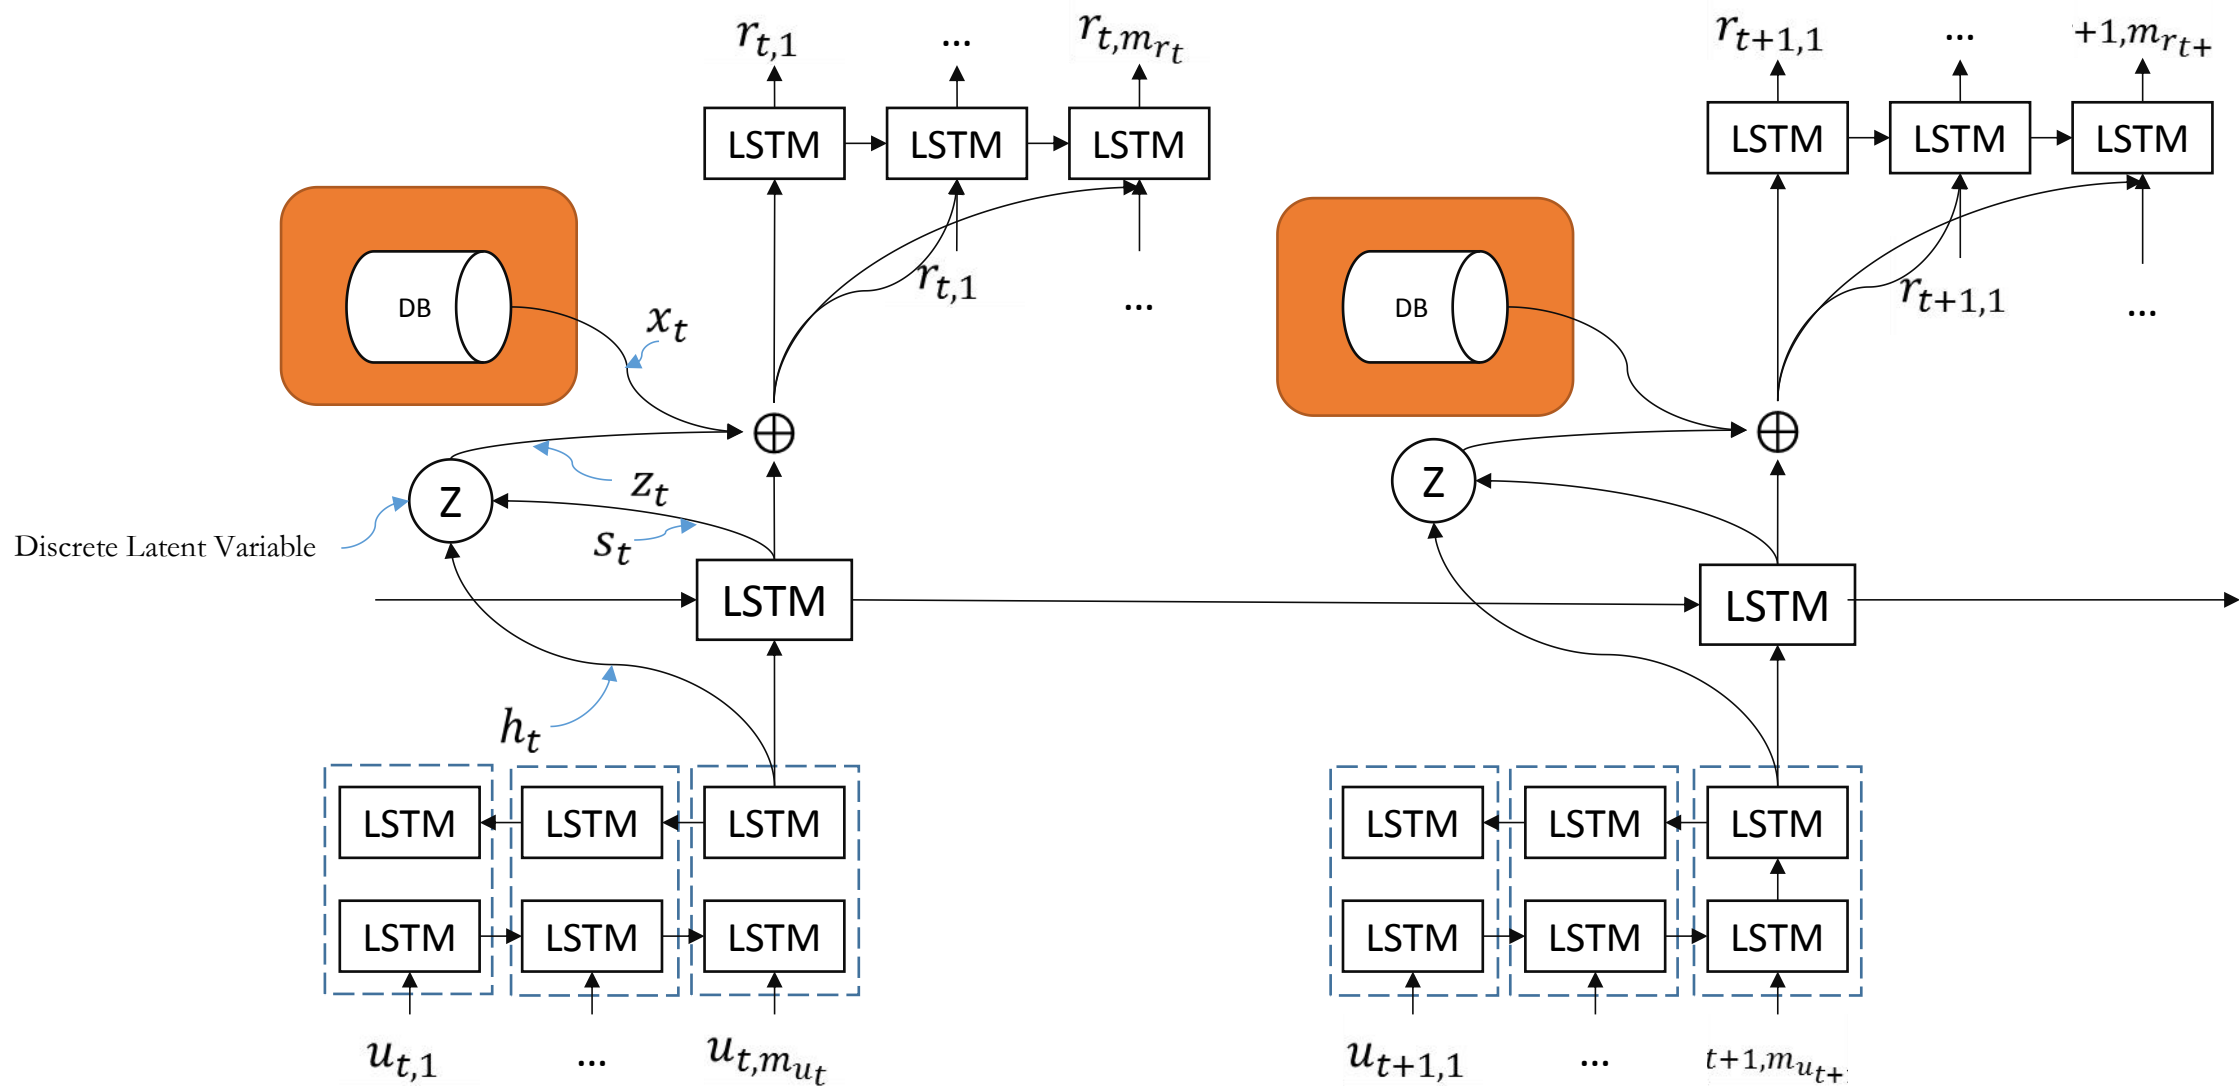 r_{t,1} ... r_{t,m_{r_t}}
r_{t+1,1} ... +1,m_{r_{t+}}
LSTM LSTM LSTM
LSTM LSTM LSTM
DB
x_t
r_{t,1}
...
DB
r_{t+1,1}
...
Z
z_t
s_t
Discrete Latent Variable
Z
LSTM
LSTM
h_t
LSTM LSTM LSTM
LSTM LSTM LSTM
LSTM LSTM LSTM
LSTM LSTM LSTM
u_{t,1} ... u_{t,m_{u_t}}
u_{t+1,1} ... t+1,m_{u_{t+}}